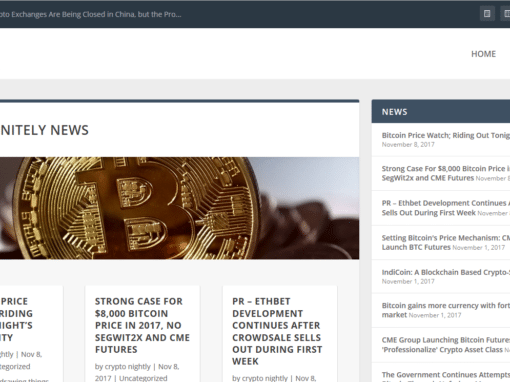 pto Exchanges Are Being Closed in China, but the Pro...
HOME
NITELY NEWS
PRICE
RIDING
NIGHT'S
TY
ghtly | Nov 8,
tegorized
drawing things
STRONG CASE FOR
$8,000 BITCOIN
PRICE IN 2017, NO
SEGWIT2X AND CME
FUTURES
by crypto nightly | Nov 8,
2017 | Uncategorized
PR – ETHBET
DEVELOPMENT
CONTINUES AFTER
CROWDSALE SELLS
OUT DURING FIRST
WEEK
by crypto nightly | Nov 8,
NEWS
Bitcoin Price Watch; Riding Out Tonig
November 8, 2017
Strong Case For $8,000 Bitcoin Price i
SegWit2x and CME Futures November 8
PR – Ethbet Development Continues A
Sells Out During First Week November
Setting Bitcoin's Price Mechanism: CM
Launch BTC Futures November 1, 2017
IndiCoin: A Blockchain Based Crypto-S
November 1, 2017
Bitcoin gains more currency with fort
market November 1, 2017
CME Group Launching Bitcoin Futures
'Professionalize' Crypto Asset Class No
The Government Continues Attempts